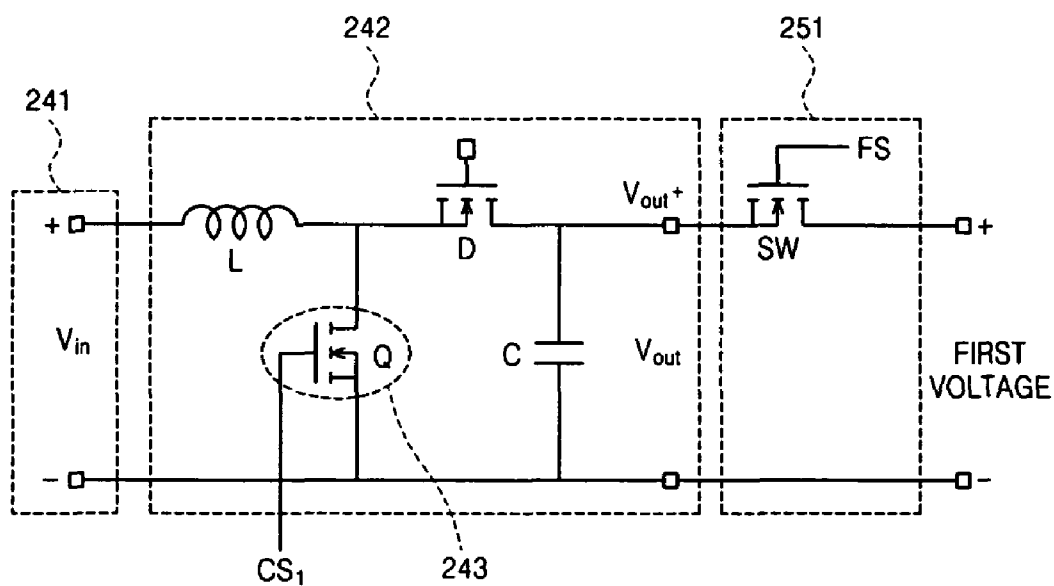 242
251
241
FS
Vout+
+
+
L
D
SW
Vin
Q
C
Vout
FIRST
VOLTAGE
−
−
CS1
243